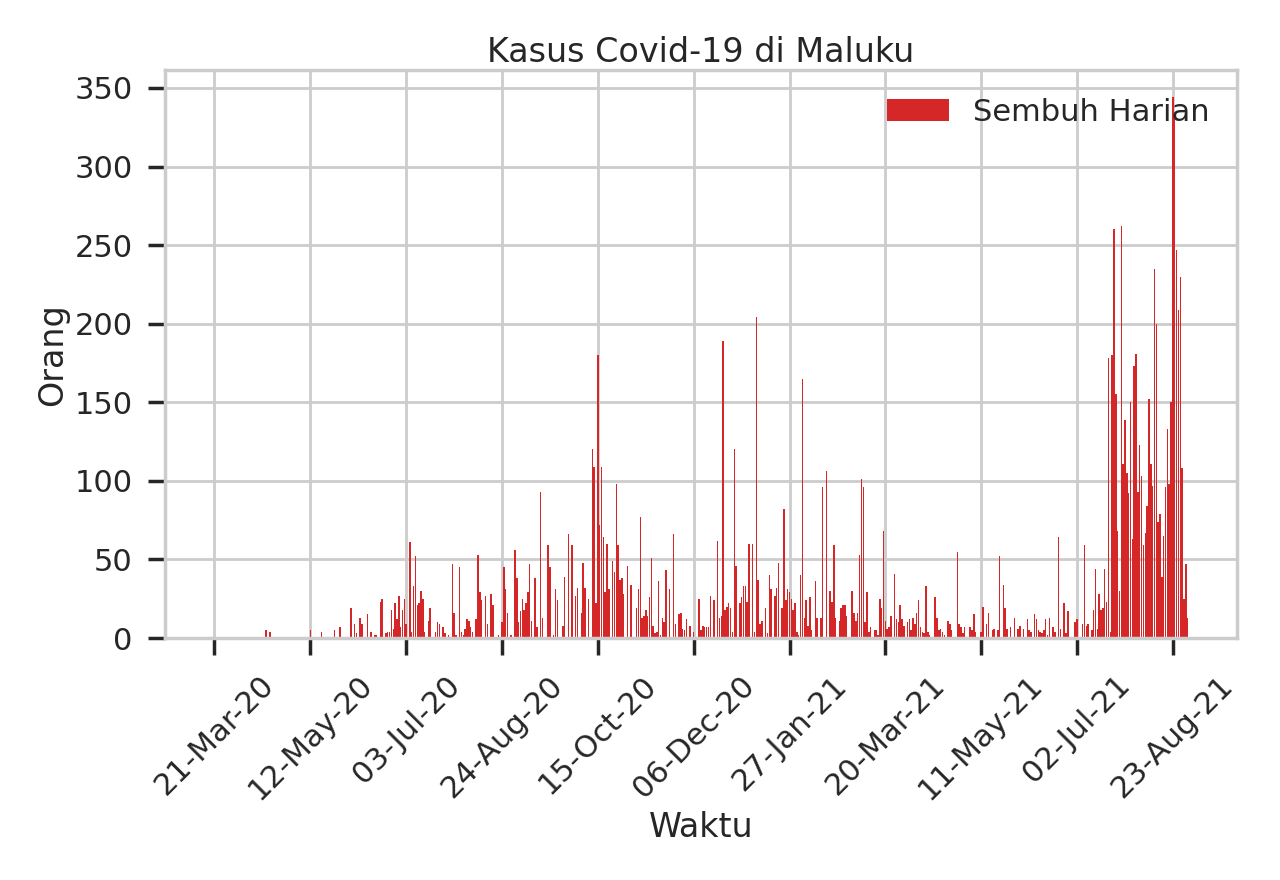 Kasus Covid-19 di Maluku
Sembuh Harian
350
300
250
200
150
100
50
0
Orang
21-Mar-20
12-May-20
03-Jul-20
24-Aug-20
15-Oct-20
06-Dec-20
27-Jan-21
20-Mar-21
11-May-21
02-Jul-21
23-Aug-21
Waktu